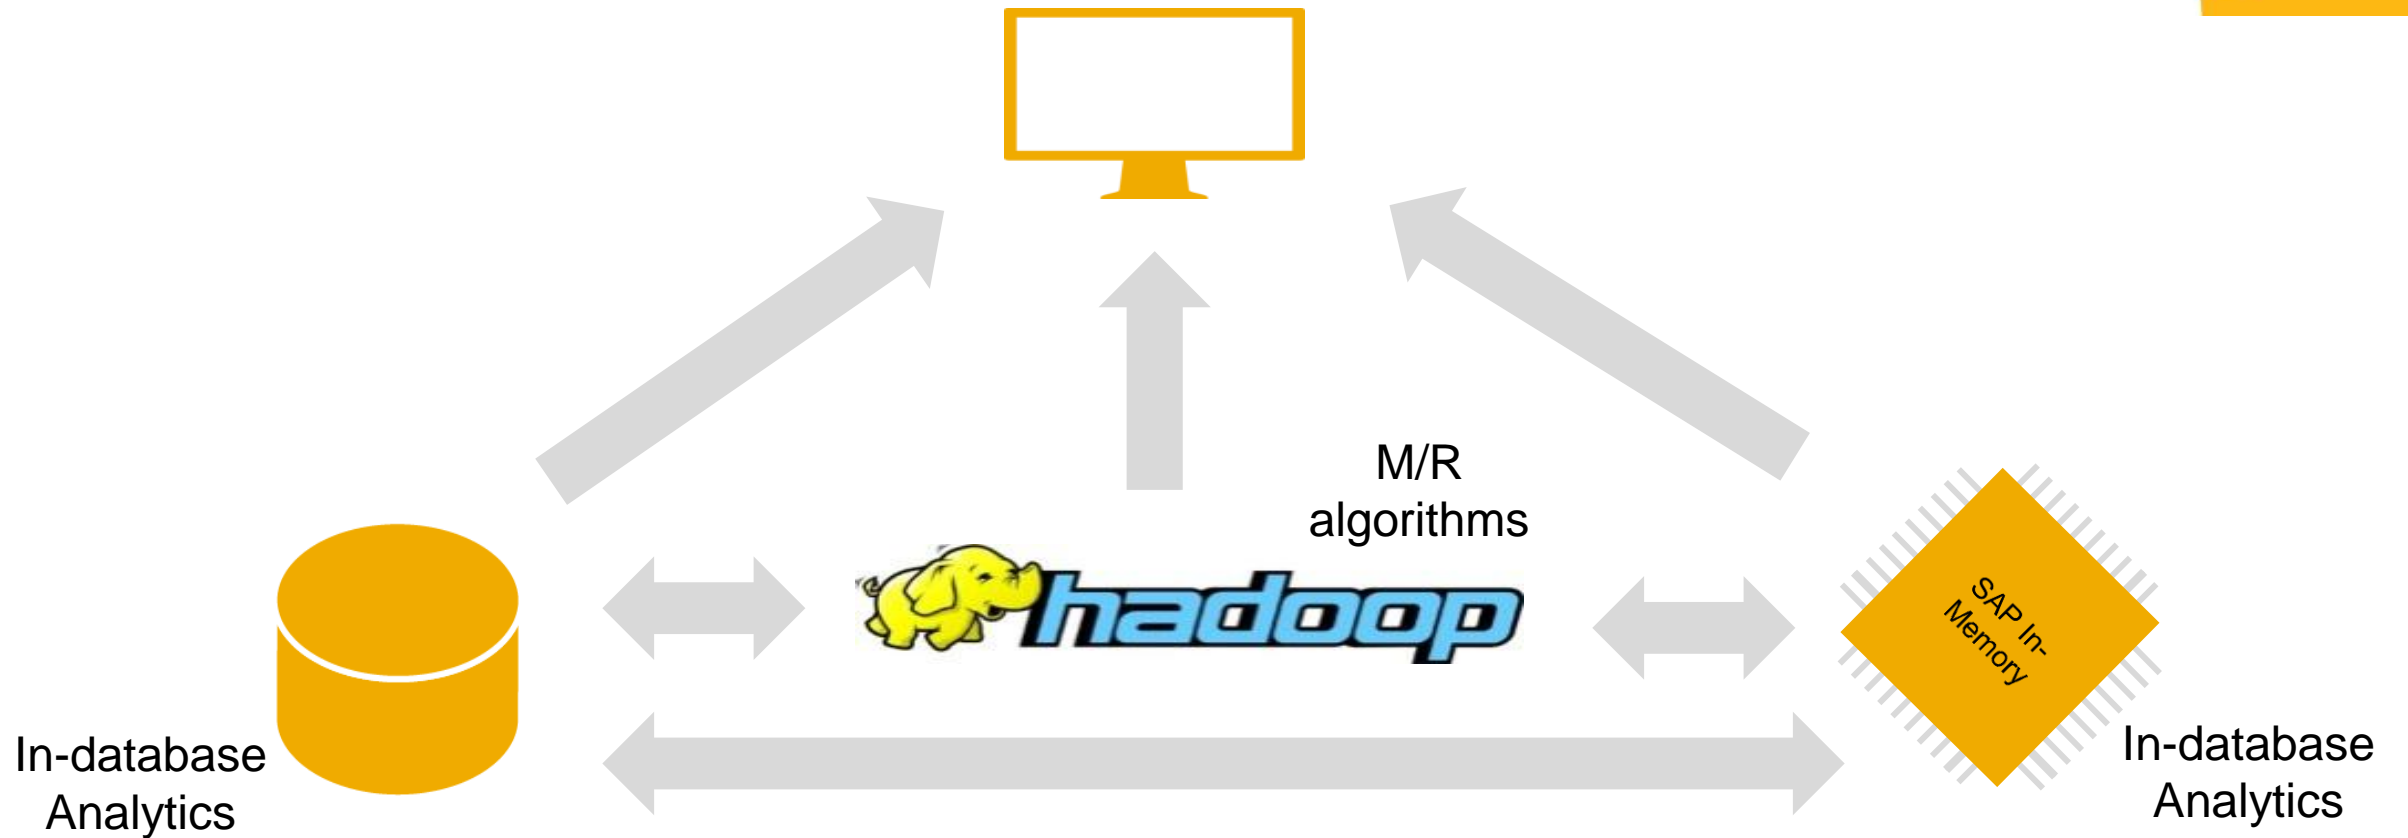 M/R
algorithms
hadoop
SAP In-
Memory
In-database
Analytics
In-database
Analytics